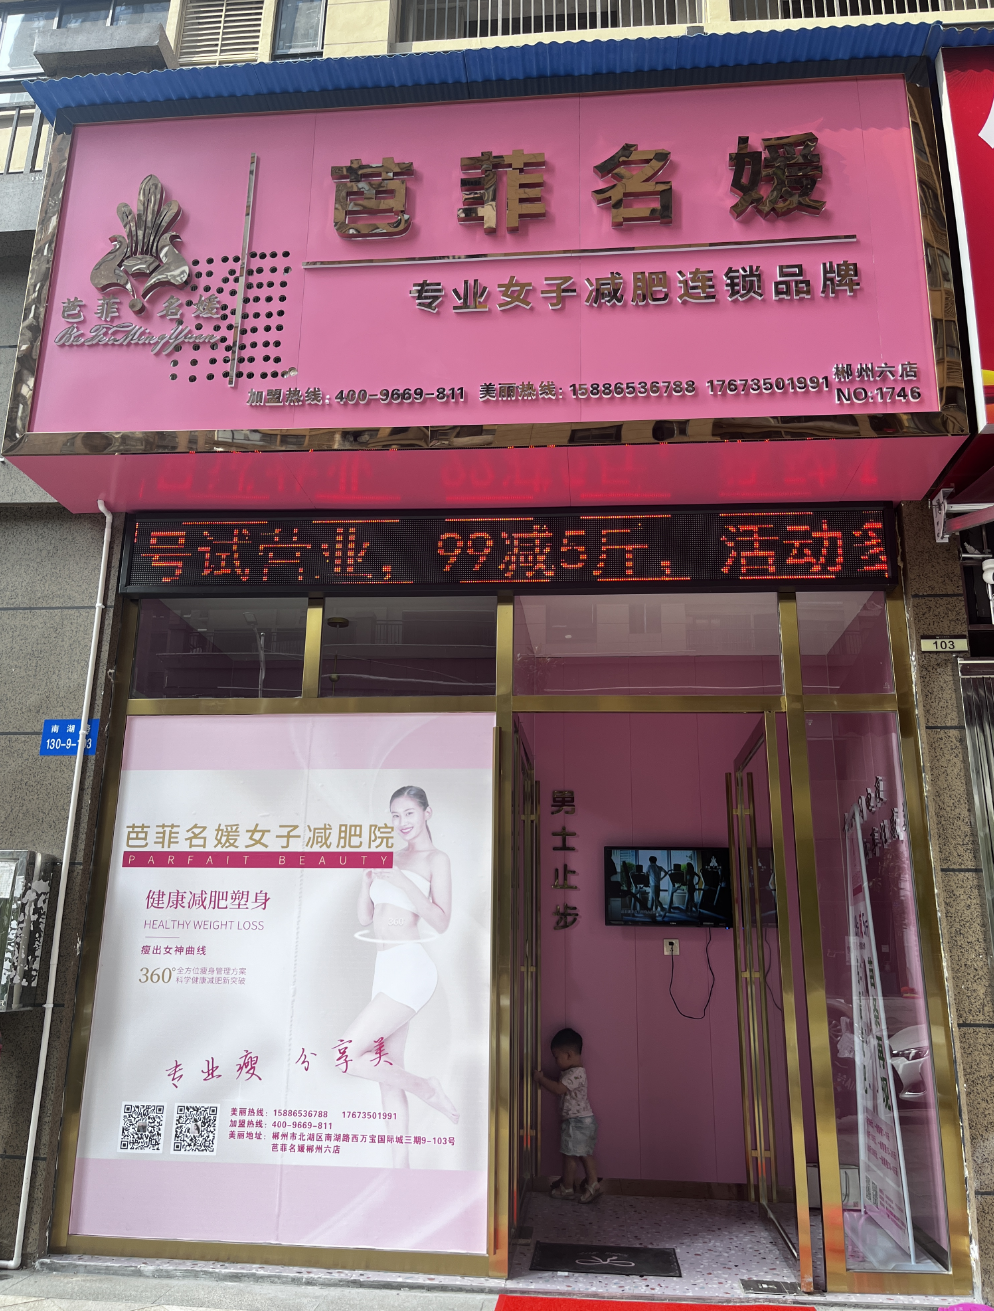 芭菲名媛
专业女子减肥连锁品牌
芭菲名媛
Ba Fei Ming Yuan
加盟热线：400-9669-811 美丽热线：15886536788 17673501991
郴州六店
NO:1746
号试营业，99减5斤，活动
103
南湖
130-9-103
芭菲名媛女子减肥院
PARFAIT BEAUTY
健康减肥塑身
HEALTHY WEIGHT LOSS
瘦出女神曲线
360°全方位瘦身管理方案
科学健康减肥新突破
专业瘦 分享美
美丽热线：15886536788 17673501991
加盟热线：400-9669-811
美丽地址：郴州市北湖区南湖路西万宝国际城三期9-103号
芭菲名媛郴州六店
男士止步